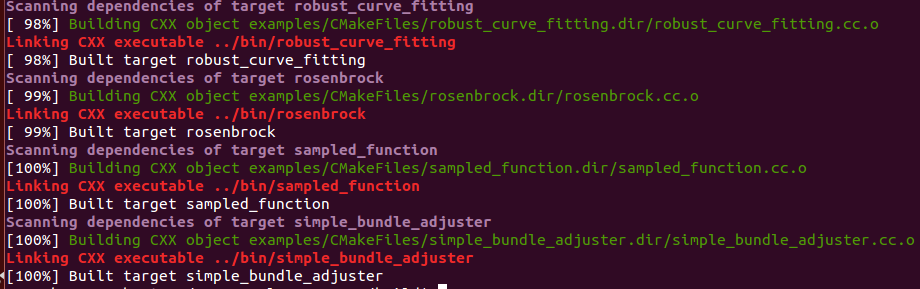 Scanning dependencies of target robust_curve_fitting
[ 98%] Building CXX object examples/CMakeFiles/robust_curve_fitting.dir/robust_curve_fitting.cc.o
Linking CXX executable ../bin/robust_curve_fitting
[ 98%] Built target robust_curve_fitting
Scanning dependencies of target rosenbrock
[ 99%] Building CXX object examples/CMakeFiles/rosenbrock.dir/rosenbrock.cc.o
Linking CXX executable ../bin/rosenbrock
[ 99%] Built target rosenbrock
Scanning dependencies of target sampled_function
[100%] Building CXX object examples/CMakeFiles/sampled_function.dir/sampled_function.cc.o
Linking CXX executable ../bin/sampled_function
[100%] Built target sampled_function
Scanning dependencies of target simple_bundle_adjuster
[100%] Building CXX object examples/CMakeFiles/simple_bundle_adjuster.dir/simple_bundle_adjuster.cc.o
Linking CXX executable ../bin/simple_bundle_adjuster
[100%] Built target simple_bundle_adjuster